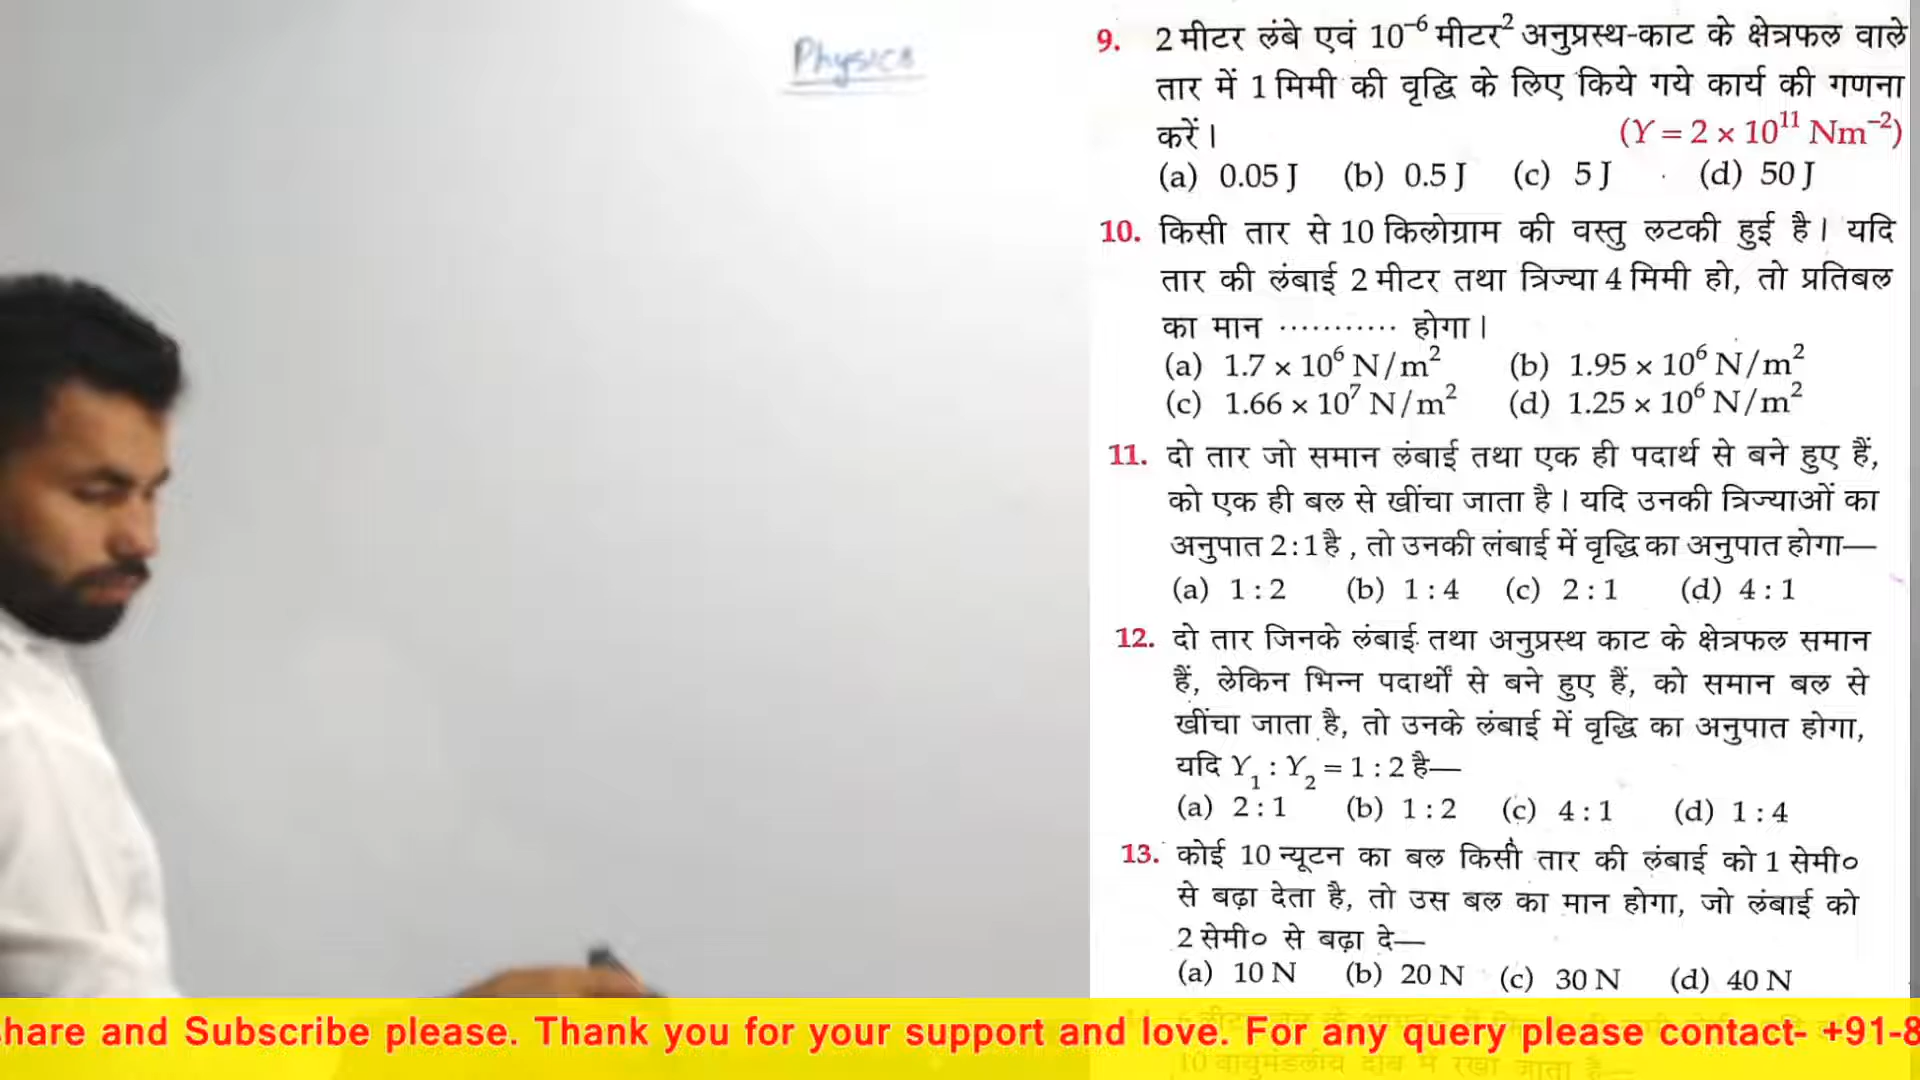 Physics
9. 2 मीटर लंबे एवं 10⁻⁶ मीटर² अनुप्रस्थ-काट के क्षेत्रफल वाले
तार में 1 मिमी की वृद्धि के लिए किये गये कार्य की गणना
करें। (Y = 2 × 10¹¹ Nm⁻²)
(a) 0.05 J (b) 0.5 J (c) 5 J (d) 50 J
10. किसी तार से 10 किलोग्राम की वस्तु लटकी हुई है। यदि
तार की लंबाई 2 मीटर तथा त्रिज्या 4 मिमी हो, तो प्रतिबल
का मान ........... होगा।
(a) 1.7 × 10⁶ N/m² (b) 1.95 × 10⁶ N/m²
(c) 1.66 × 10⁷ N/m² (d) 1.25 × 10⁶ N/m²
11. दो तार जो समान लंबाई तथा एक ही पदार्थ से बने हुए हैं,
को एक ही बल से खींचा जाता है। यदि उनकी त्रिज्याओं का
अनुपात 2 : 1 है , तो उनकी लंबाई में वृद्धि का अनुपात होगा—
(a) 1 : 2 (b) 1 : 4 (c) 2 : 1 (d) 4 : 1
12. दो तार जिनके लंबाई तथा अनुप्रस्थ काट के क्षेत्रफल समान
हैं, लेकिन भिन्न पदार्थों से बने हुए हैं, को समान बल से
खींचा जाता है, तो उनके लंबाई में वृद्धि का अनुपात होगा,
यदि Y₁ : Y₂ = 1 : 2 है—
(a) 2 : 1 (b) 1 : 2 (c) 4 : 1 (d) 1 : 4
13. कोई 10 न्यूटन का बल किसी तार की लंबाई को 1 सेमी०
से बढ़ा देता है, तो उस बल का मान होगा, जो लंबाई को
2 सेमी० से बढ़ा दे—
(a) 10 N (b) 20 N (c) 30 N (d) 40 N
hare and Subscribe please. Thank you for your support and love. For any query please contact- +91-8
10 वायुमंडलीय दाब में रखा जाता है—